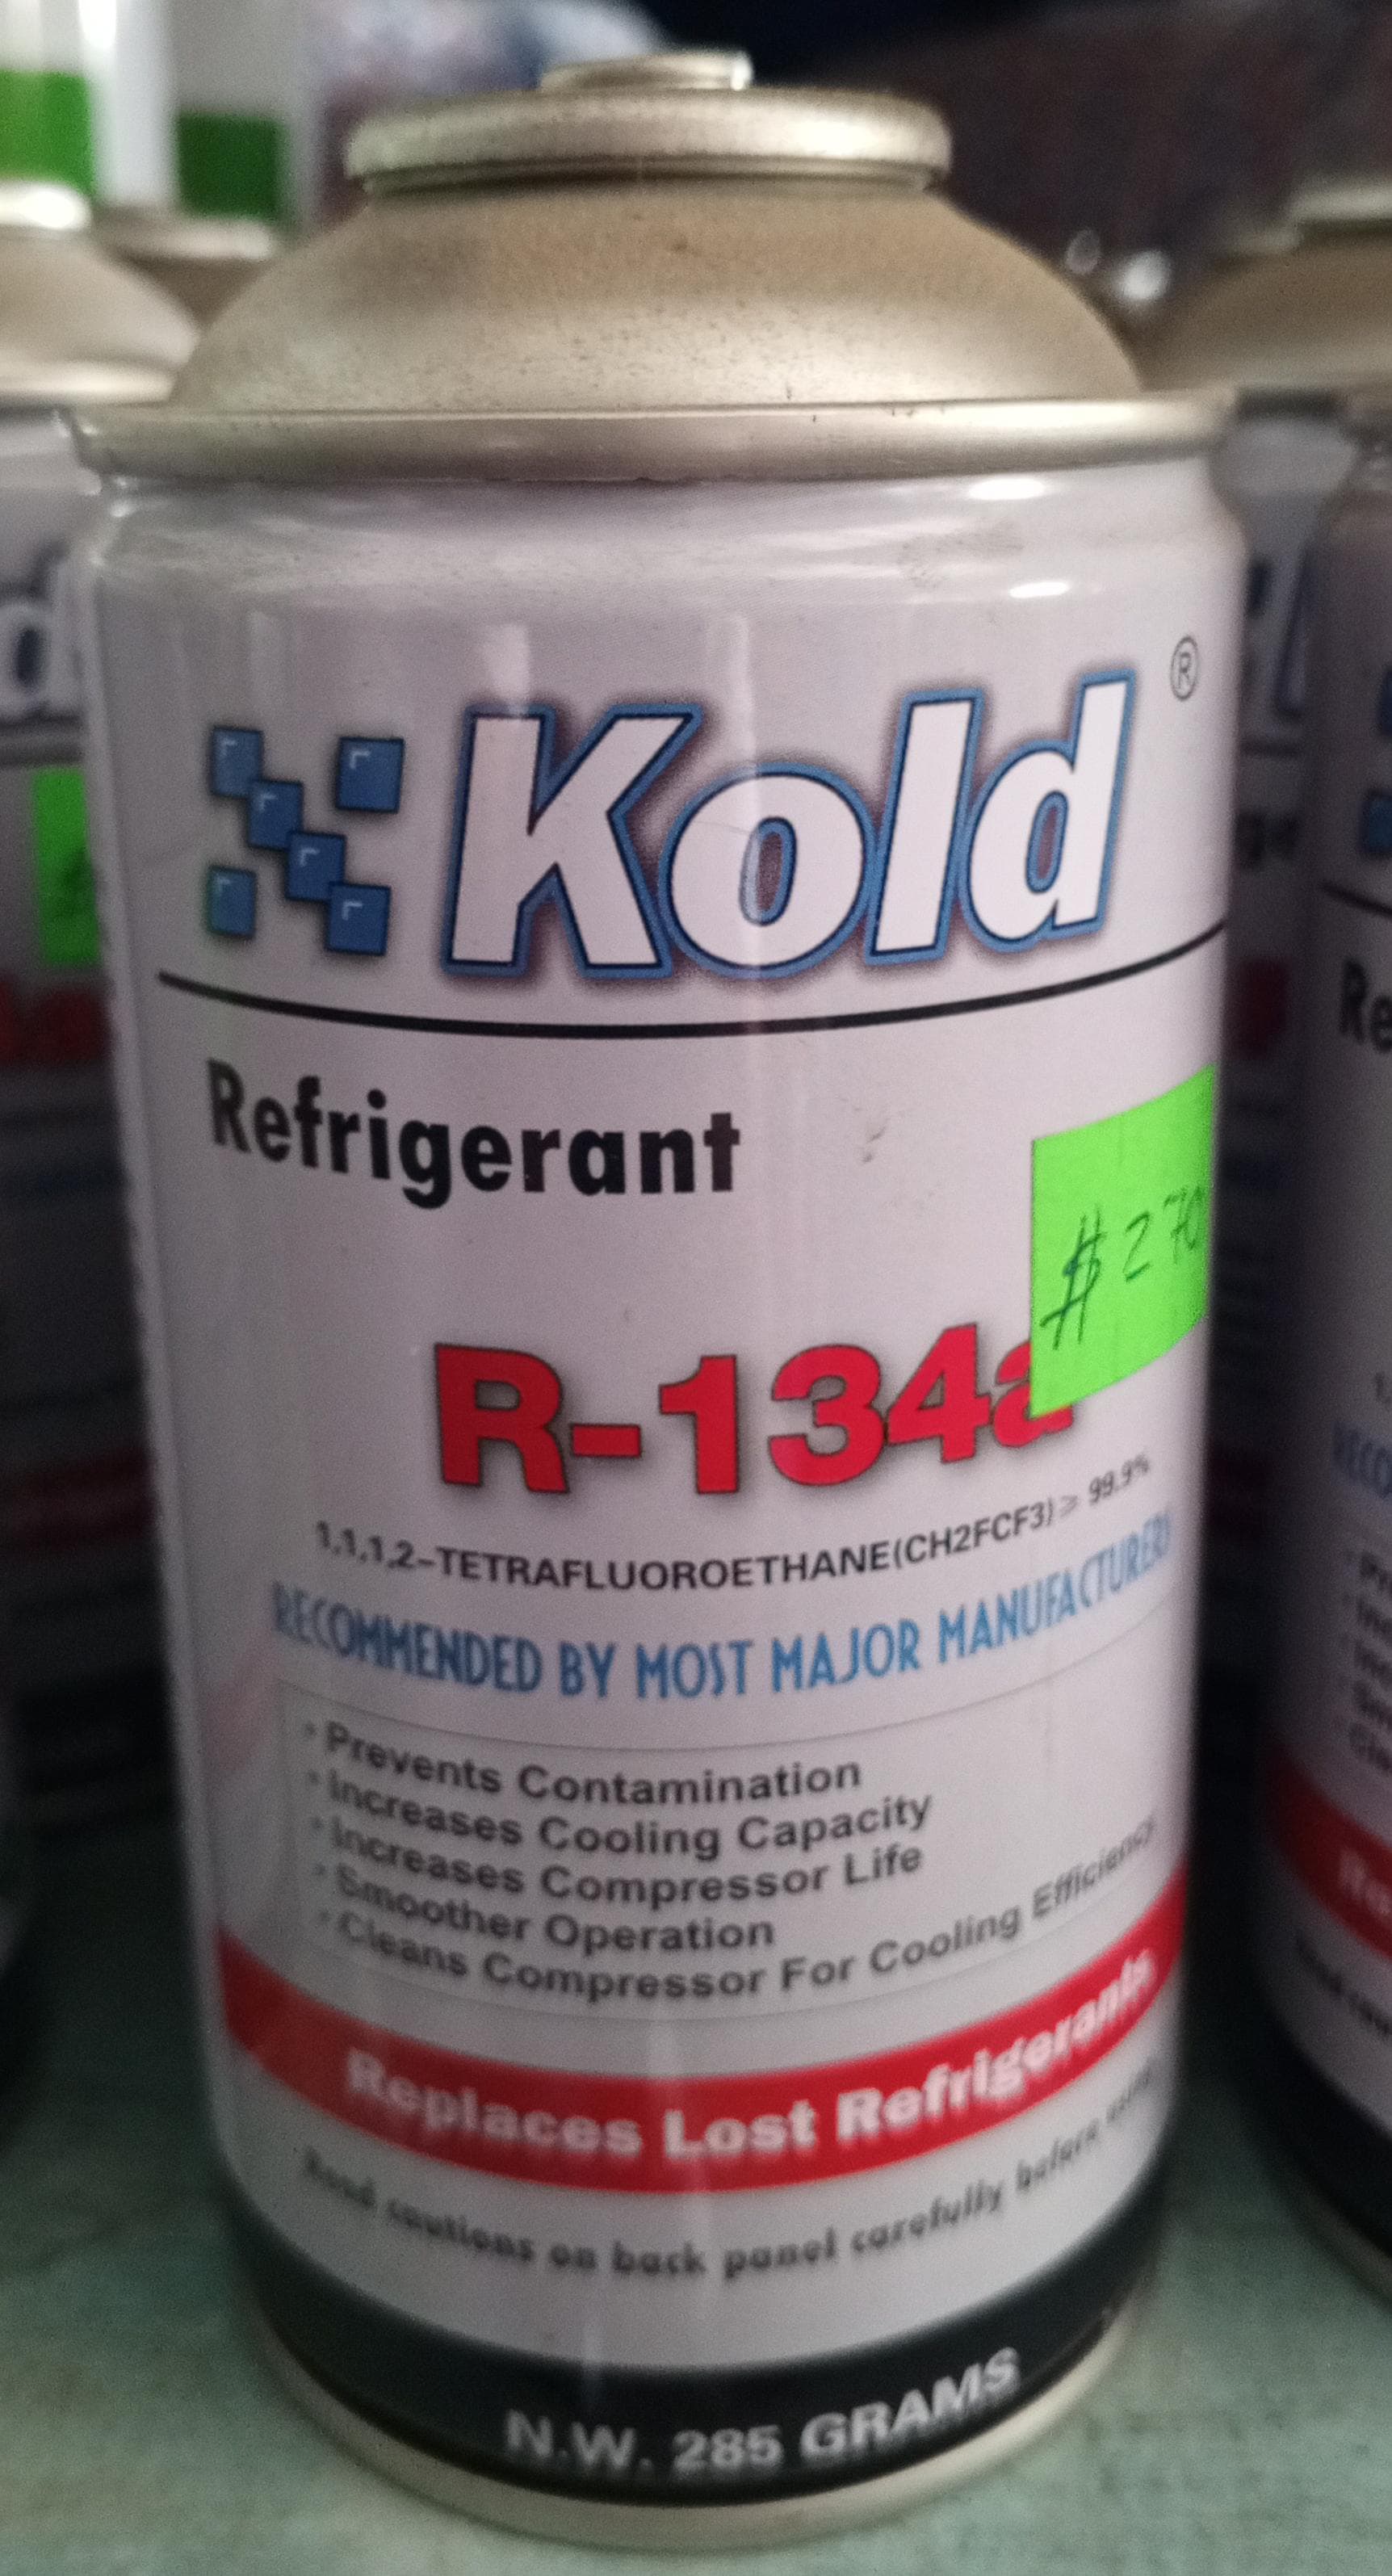 Kold®
Refrigerant
$270
R-134a
1,1,1,2-TETRAFLUOROETHANE(CH2FCF3)≥ 99.9%
RECOMMENDED BY MOST MAJOR MANUFACTURERS
· Prevents Contamination
· Increases Cooling Capacity
· Increases Compressor Life
· Smoother Operation
· Cleans Compressor For Cooling Efficiency
Replaces Lost Refrigerants
Read cautions on back panel carefully before using
N.W. 285 GRAMS